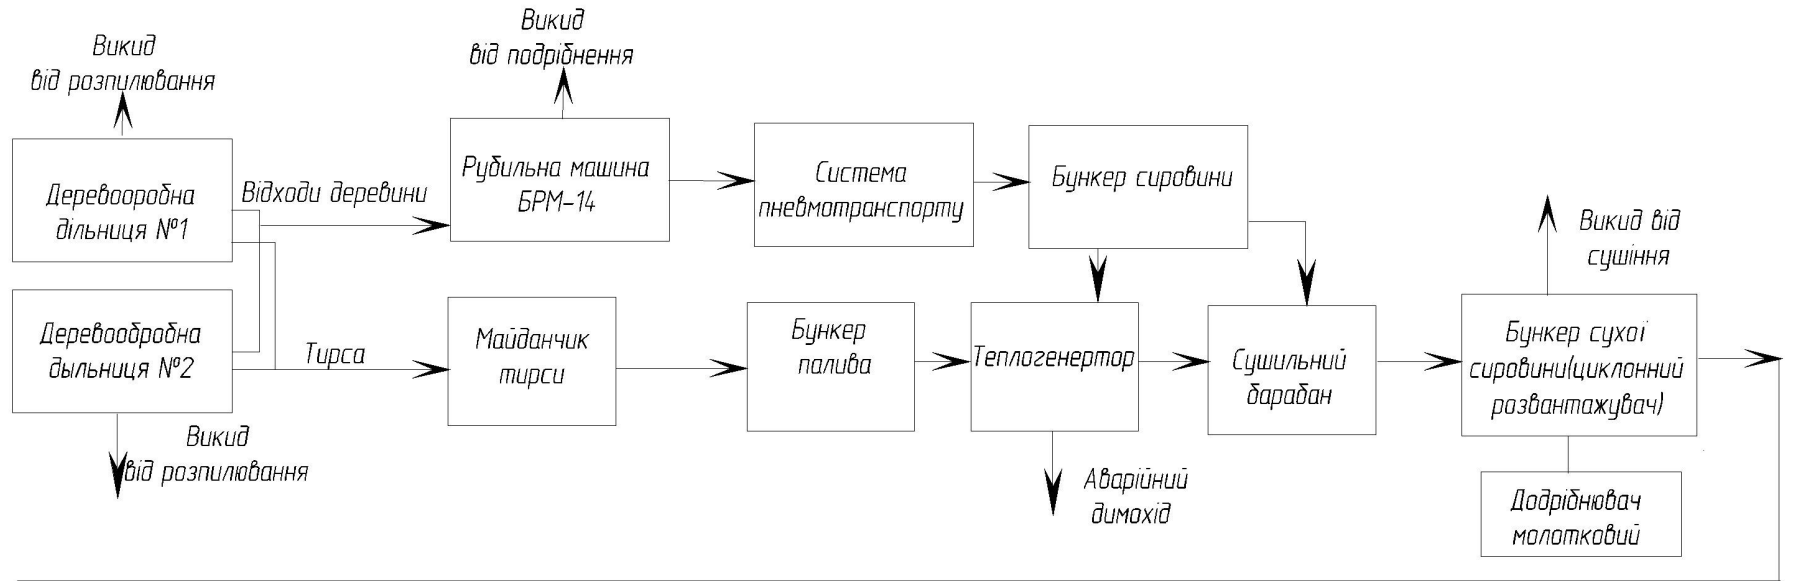 Викид
від розпилювання
Викид
від подрібнення
Деревооробна
дільниця №1
Відходи деревини
Рубильна машина
БРМ-14
Система
пневмотранспорту
Бункер сировини
Викид від
сушіння
Деревообробна
дыльниця №2
Тирса
Майданчик
тирси
Бункер
палива
Теплогенертор
Сушильний
барабан
Бункер сухої
сировини(циклонний
розвантажувач)
Викид
від розпилювання
Аварійний
димохід
Додрібнювач
молотковий